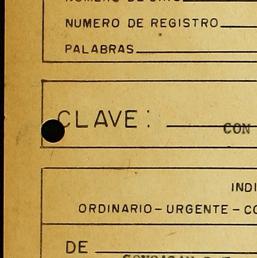 NUMERO DE REGISTRO
PALABRAS
CLAVE: CON
INDI
ORDINARIO-URGENTE-CO
DE